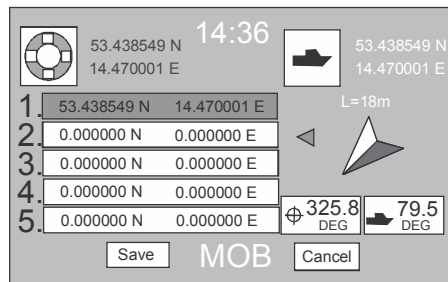 14:36
53.438549 N
14.470001 E
53.438549 N
14.470001 E
L=18m
1. 53.438549 N 14.470001 E
2. 0.000000 N 0.000000 E
3. 0.000000 N 0.000000 E
4. 0.000000 N 0.000000 E
5. 0.000000 N 0.000000 E
325.8 DEG
79.5 DEG
Save
MOB
Cancel